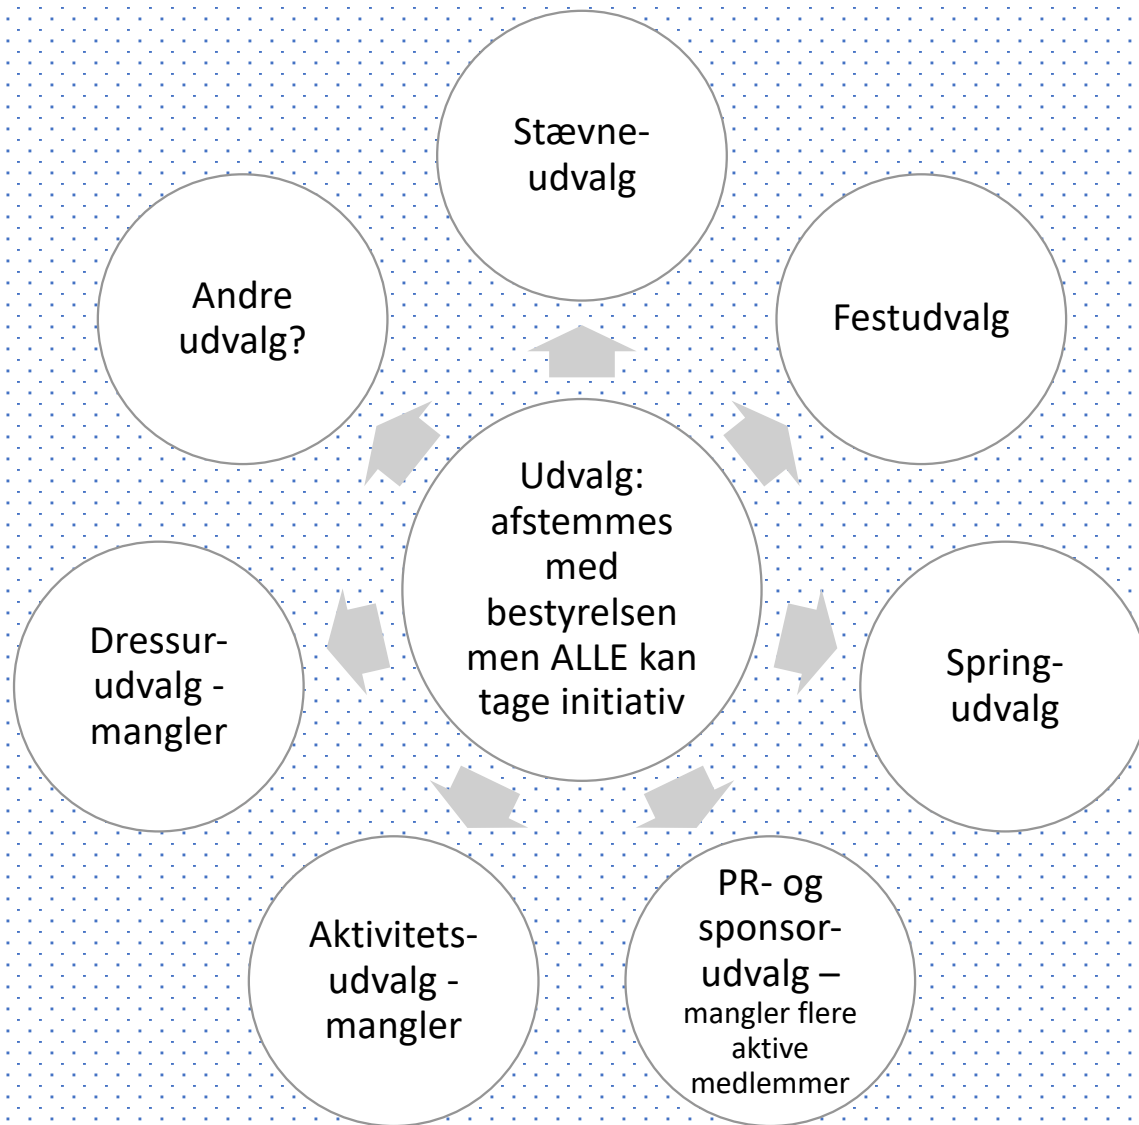 Stævne-
udvalg
Festudvalg
Spring-
udvalg
PR- og
sponsor-
udvalg –
mangler flere
aktive
medlemmer
Aktivitets-
udvalg -
mangler
Dressur-
udvalg -
mangler
Andre
udvalg?
Udvalg:
afstemmes
med
bestyrelsen
men ALLE kan
tage initiativ